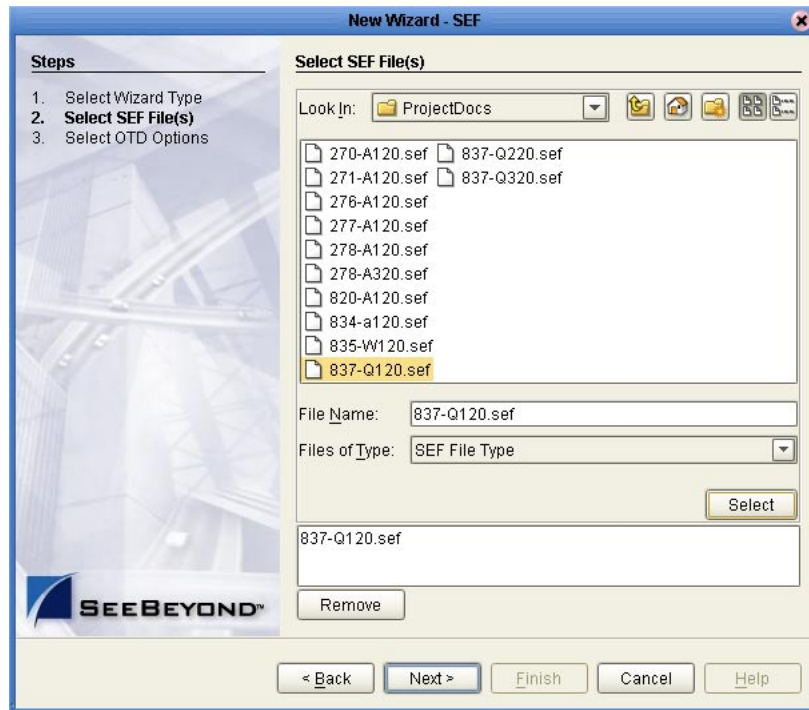 New Wizard - SEF
Steps
1. Select Wizard Type
2. Select SEF File(s)
3. Select OTD Options
Select SEF File(s)
Look In: ProjectDocs
270-A120.sef 837-Q220.sef
271-A120.sef 837-Q320.sef
276-A120.sef
277-A120.sef
278-A120.sef
278-A320.sef
820-A120.sef
834-a120.sef
835-W120.sef
837-Q120.sef
File Name: 837-Q120.sef
Files of Type: SEF File Type
Select
837-Q120.sef
Remove
SEEBEYOND™
< Back Next > Finish Cancel Help